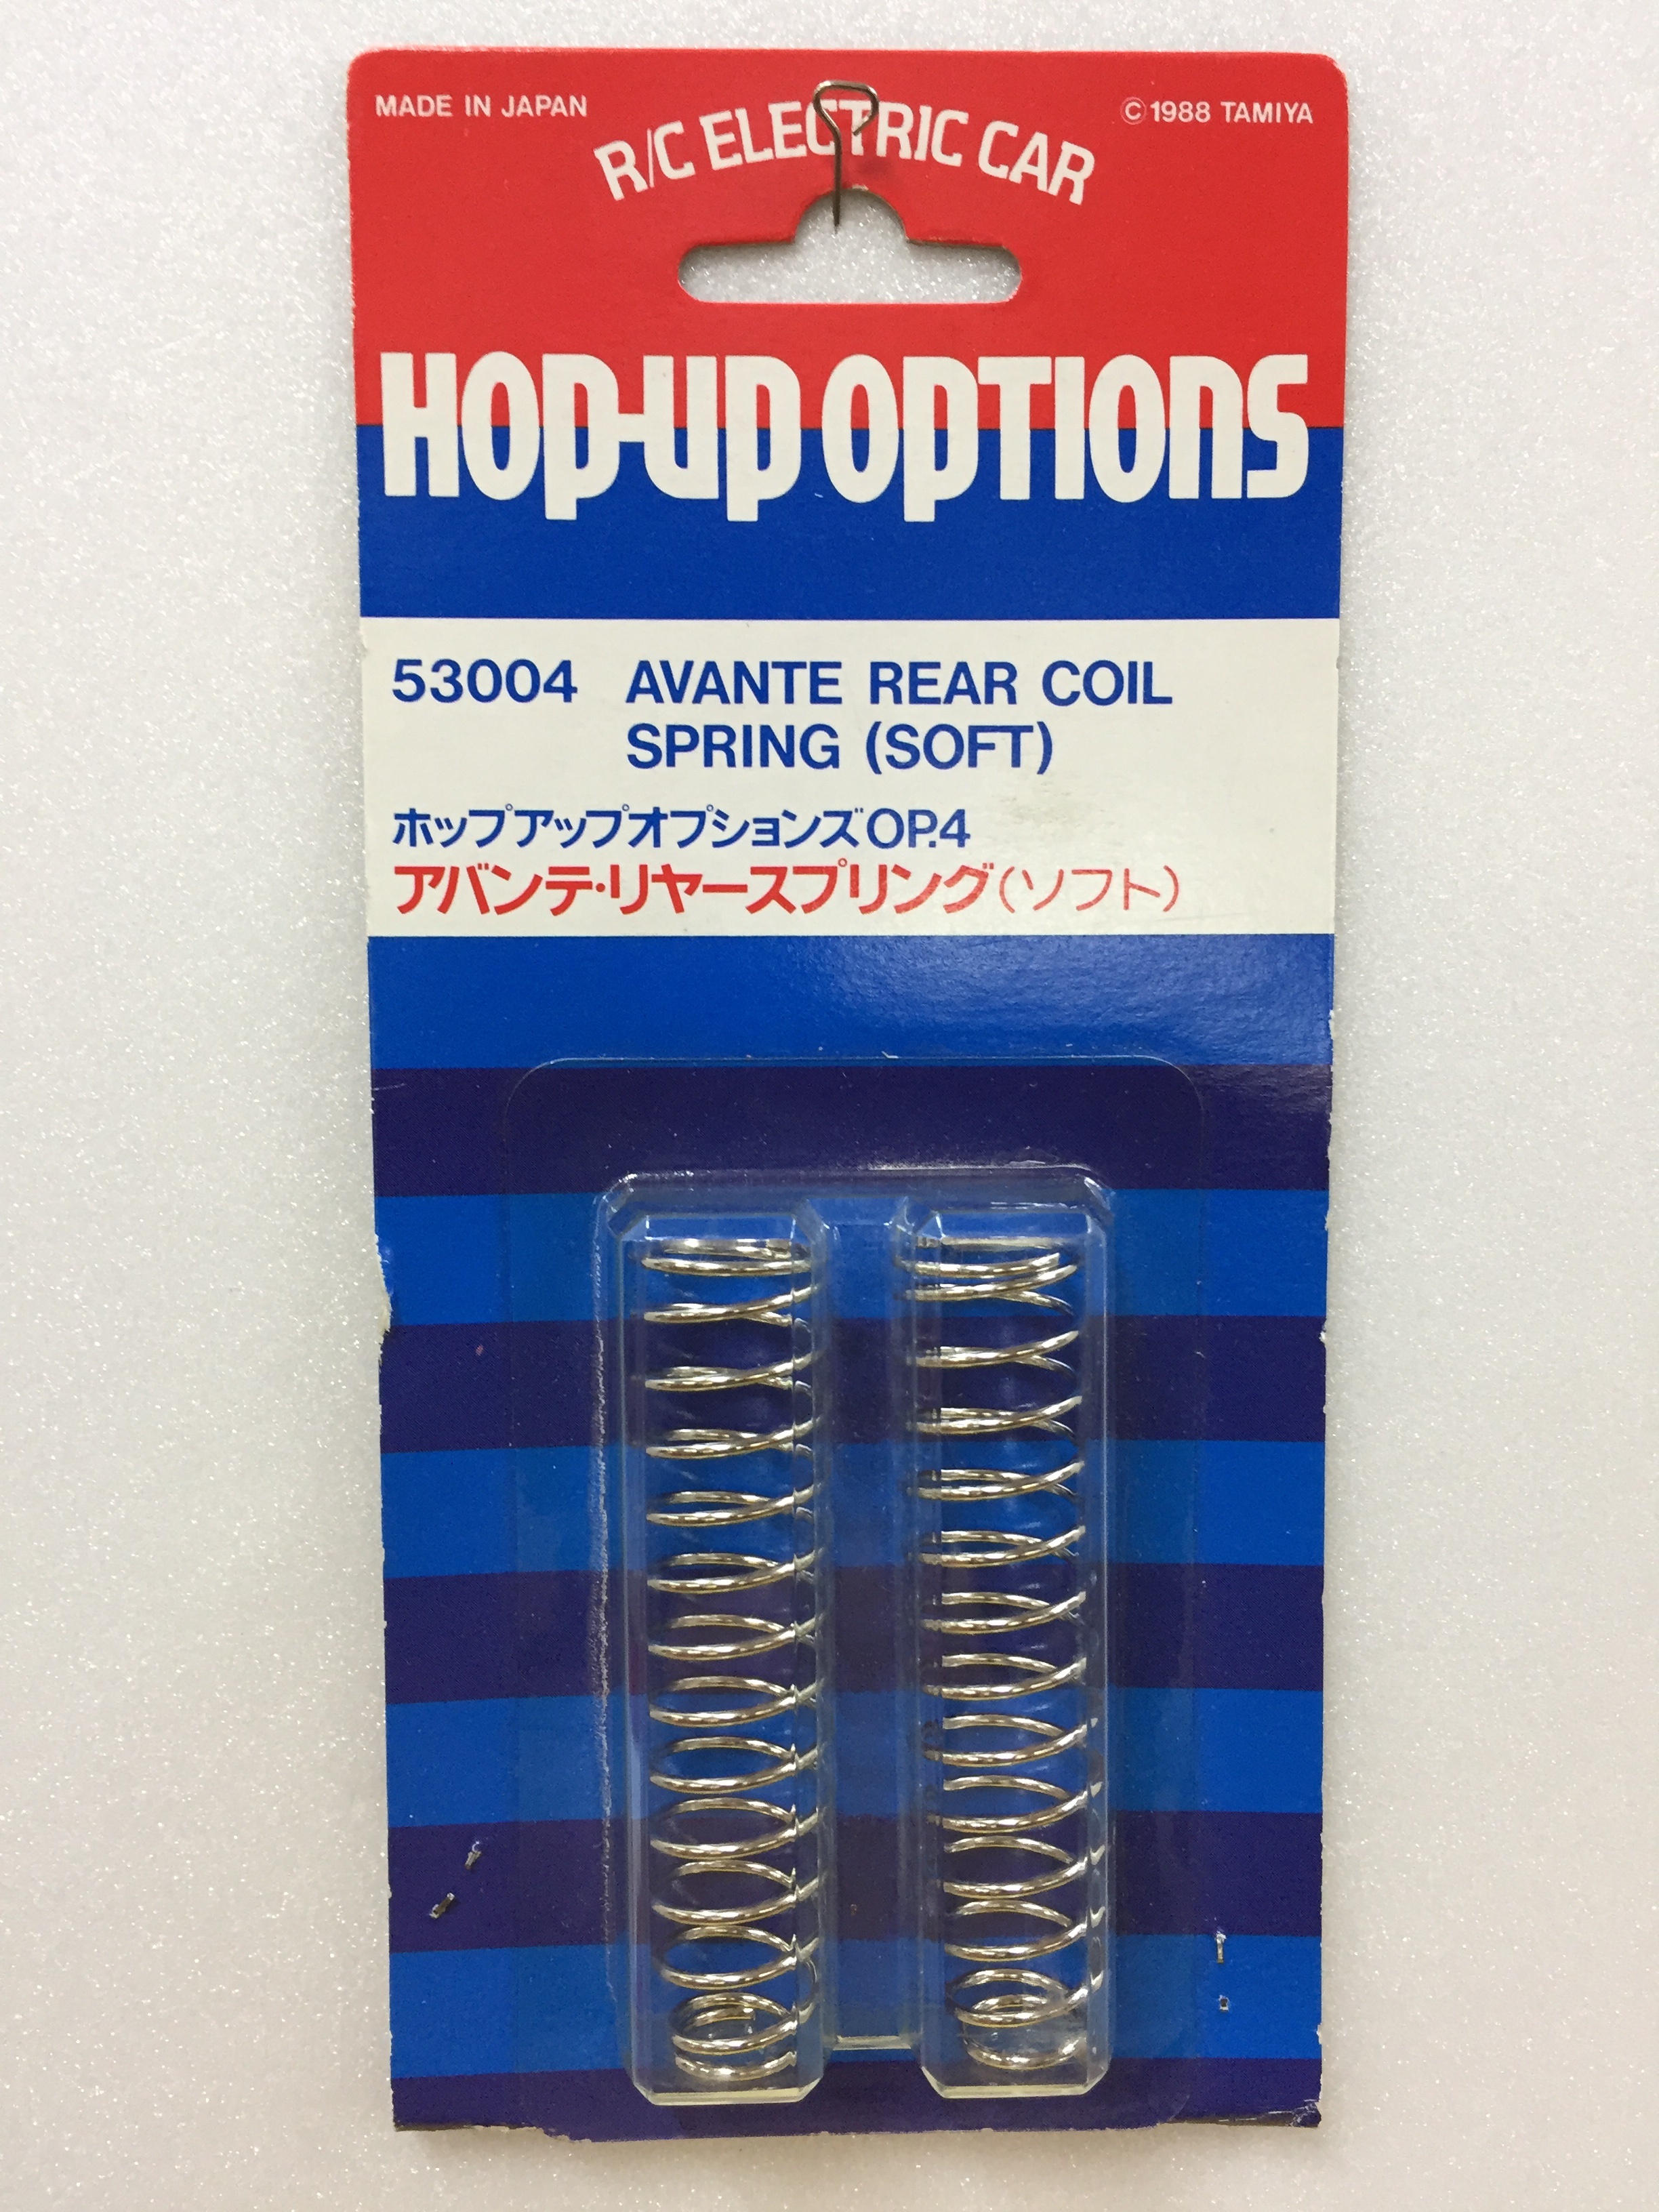 MADE IN JAPAN
©1988 TAMIYA
R/C ELECTRIC CAR
HOP-UP OPTIONS
53004 AVANTE REAR COIL
SPRING (SOFT)
ホップアップオプションズOP.4
アバンテ・リヤースプリング(ソフト)